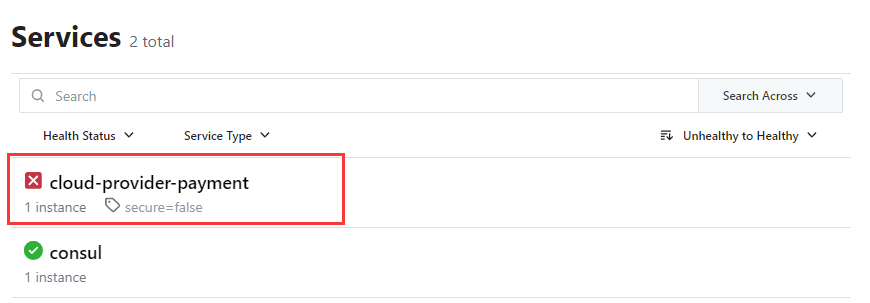 Services 2 total
Search Search Across
Health Status Service Type Unhealthy to Healthy
cloud-provider-payment
1 instance secure=false
consul
1 instance